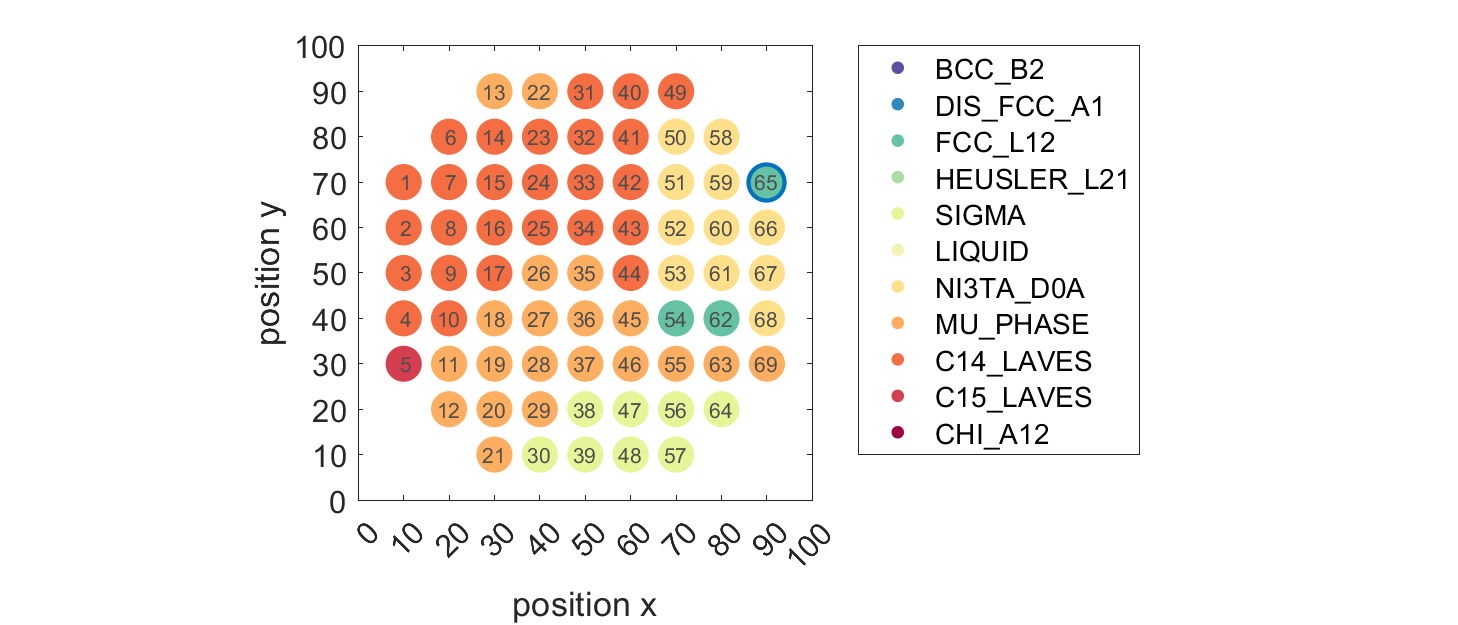 100
90
80
70
60
50
40
30
20
10
0
13 22 31 40 49
6 14 23 32 41 50 58
1 7 15 24 33 42 51 59 65
2 8 16 25 34 43 52 60 66
3 9 17 26 35 44 53 61 67
4 10 18 27 36 45 54 62 68
5 11 19 28 37 46 55 63 69
12 20 29 38 47 56 64
21 30 39 48 57
0 10 20 30 40 50 60 70 80 90 100
position x
position y
BCC_B2
DIS_FCC_A1
FCC_L12
HEUSLER_L21
SIGMA
LIQUID
NI3TA_D0A
MU_PHASE
C14_LAVES
C15_LAVES
CHI_A12